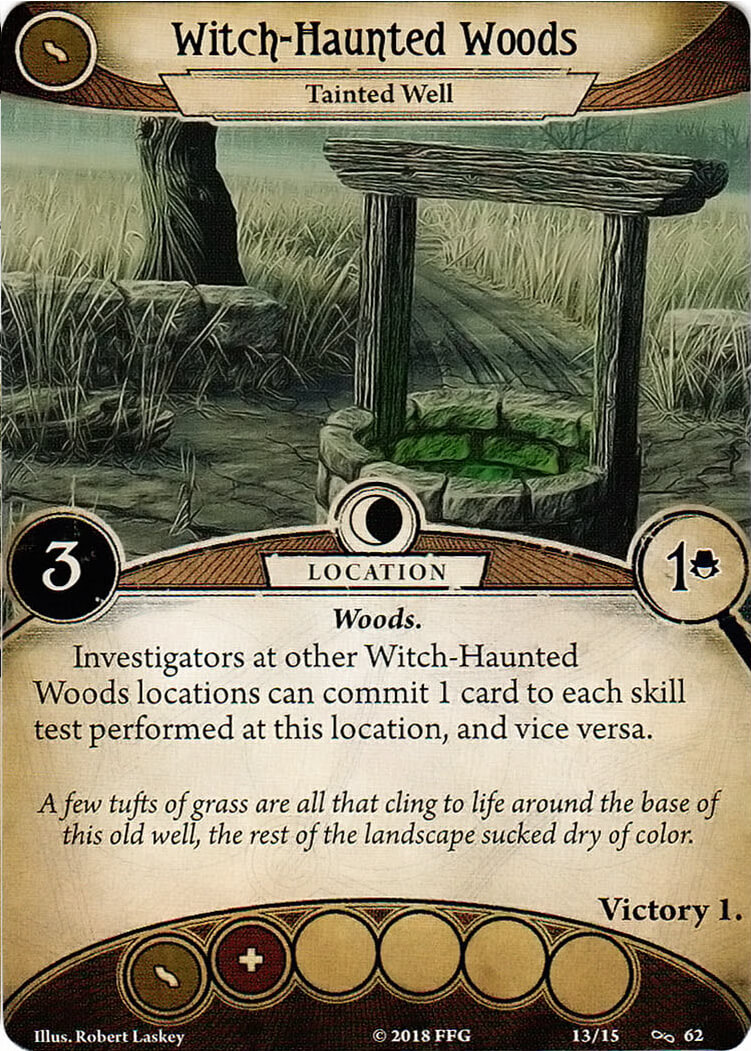 Witch-Haunted Woods
Tainted Well
3
LOCATION
1
Woods.
Investigators at other Witch-Haunted
Woods locations can commit 1 card to each skill
test performed at this location, and vice versa.
A few tufts of grass are all that cling to life around the base of
this old well, the rest of the landscape sucked dry of color.
Victory 1.
Illus. Robert Laskey © 2018 FFG 13/15 62